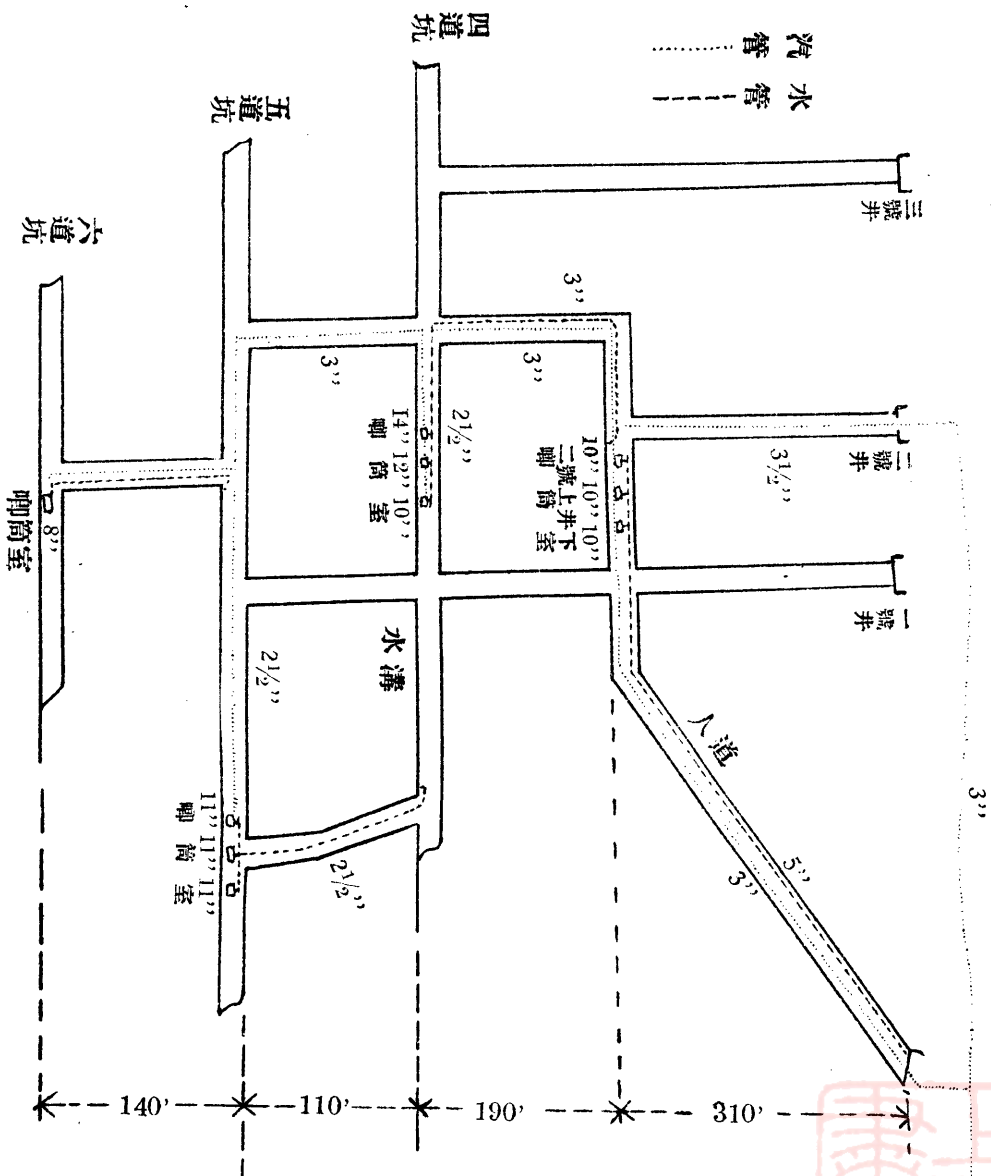 汽管
水管
四道坑
五道坑
六道坑
三號井
二號井
一號井
3''
3''
3''
3''
3½''
2½''
14'' 12'' 10''
唧筒室
10'' 10'' 10''
二號上井下
唧筒室
水溝
人道
5''
3''
3''
2½''
2½''
11'' 11'' 11''
唧筒室
8''
唧筒室
140'
110'
190'
310'